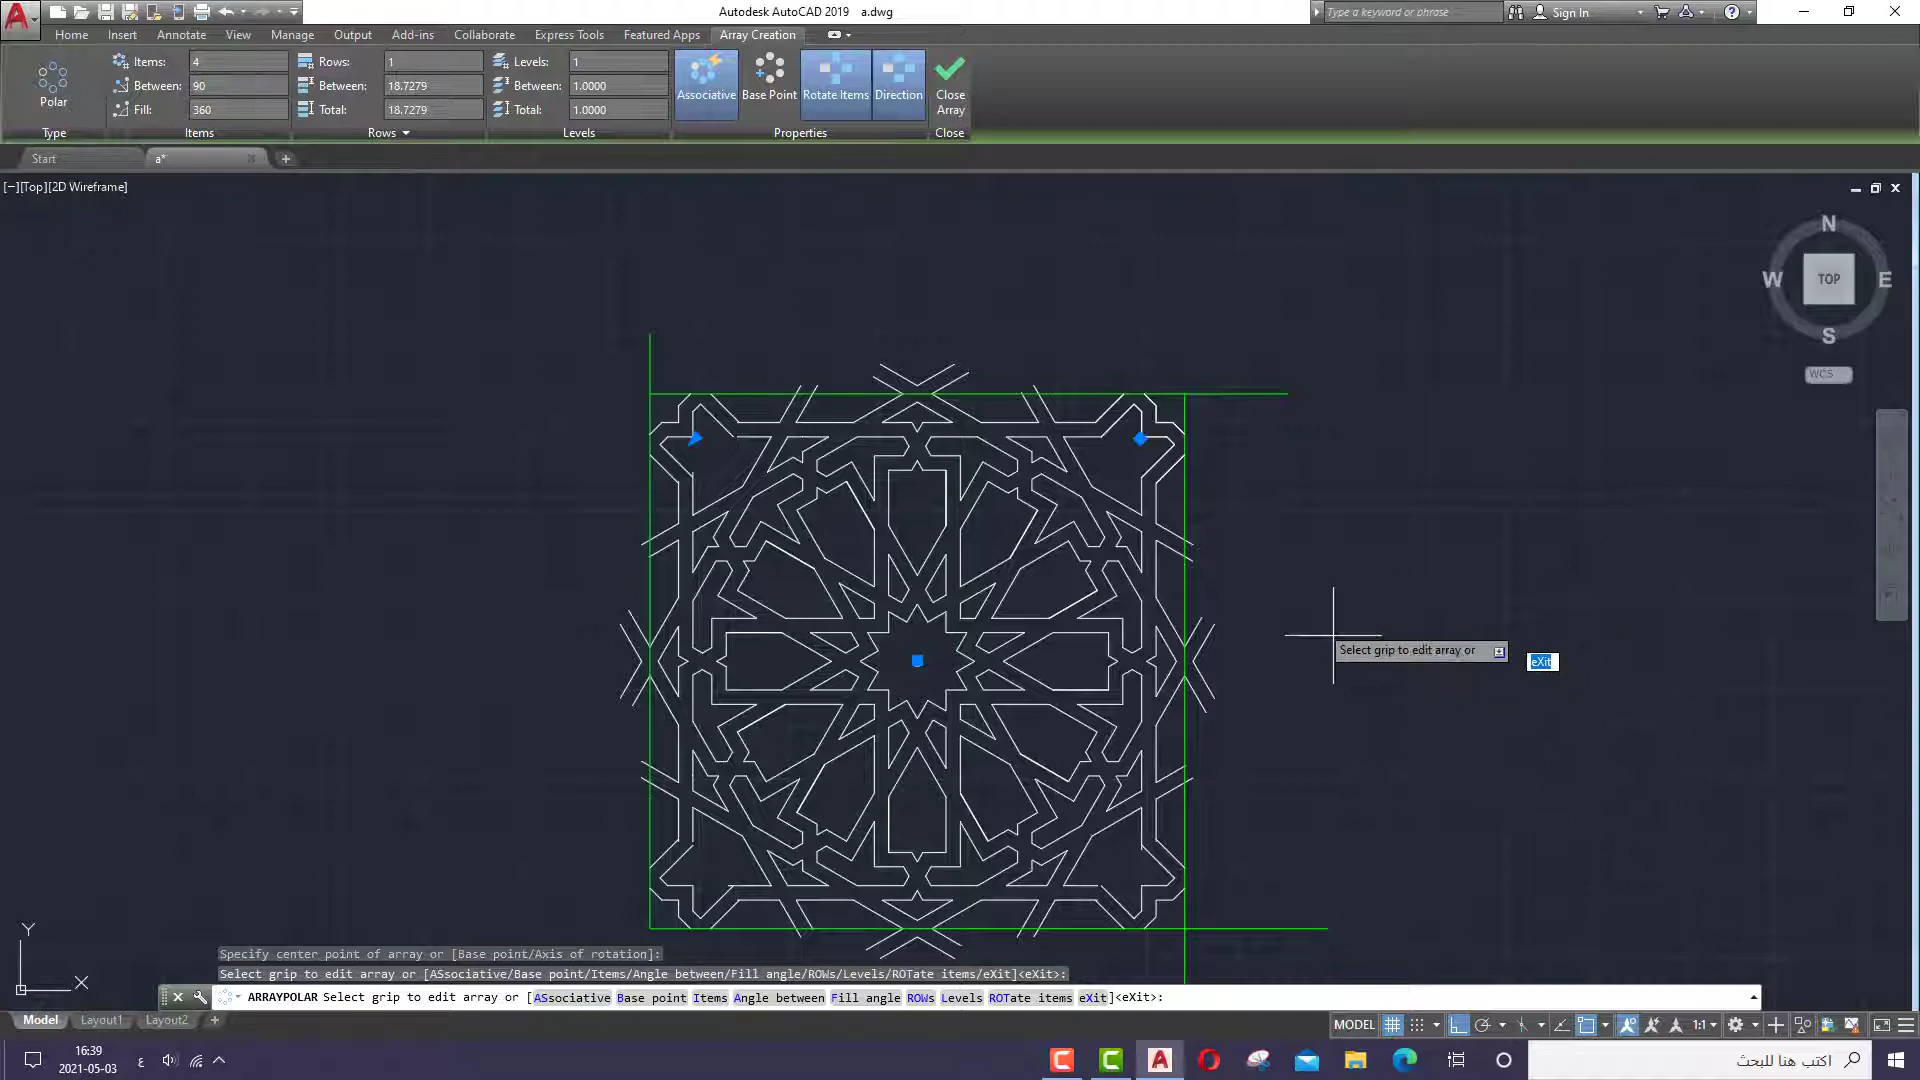 Autodesk AutoCAD 2019 a.dwg
Type a keyword or phrase
Sign In
Home Insert Annotate View Manage Output Add-ins Collaborate Express Tools Featured Apps Array Creation
Polar
Items: 4
Between: 90
Fill: 360
Rows: 1
Between: 18.7279
Total: 18.7279
Levels: 1
Between: 1.0000
Total: 1.0000
Associative Base Point Rotate Items Direction Close Array
Type Items Rows Levels Properties Close
Start a*
[−][Top][2D Wireframe]
N
W TOP E
S
WCS
Select grip to edit array or eXit
Y
X
Specify center point of array or [Base point/Axis of rotation]:
Select grip to edit array or [ASsociative/Base point/Items/Angle between/Fill angle/ROWs/Levels/ROTate items/eXit]<eXit>:
ARRAYPOLAR Select grip to edit array or [ASsociative Base point Items Angle between Fill angle ROWs Levels ROTate items eXit]<eXit>:
Model Layout1 Layout2
MODEL 1:1
16:39
2021-05-03
ع
اكتب هنا للبحث